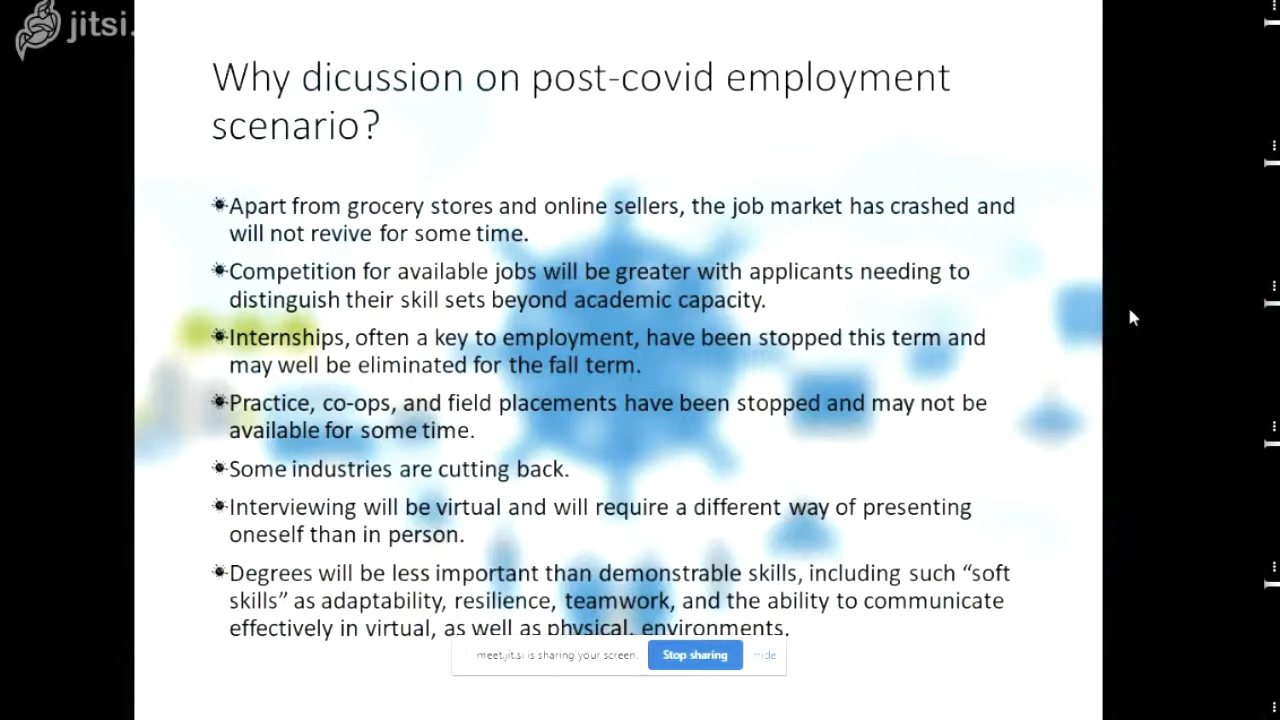 jitsi.
Why dicussion on post-covid employment
scenario?
Apart from grocery stores and online sellers, the job market has crashed and
will not revive for some time.
Competition for available jobs will be greater with applicants needing to
distinguish their skill sets beyond academic capacity.
Internships, often a key to employment, have been stopped this term and
may well be eliminated for the fall term.
Practice, co-ops, and field placements have been stopped and may not be
available for some time.
Some industries are cutting back.
Interviewing will be virtual and will require a different way of presenting
oneself than in person.
Degrees will be less important than demonstrable skills, including such “soft
skills” as adaptability, resilience, teamwork, and the ability to communicate
effectively in virtual, as well as physical, environments.
meet.jit.si is sharing your screen. Stop sharing Hide